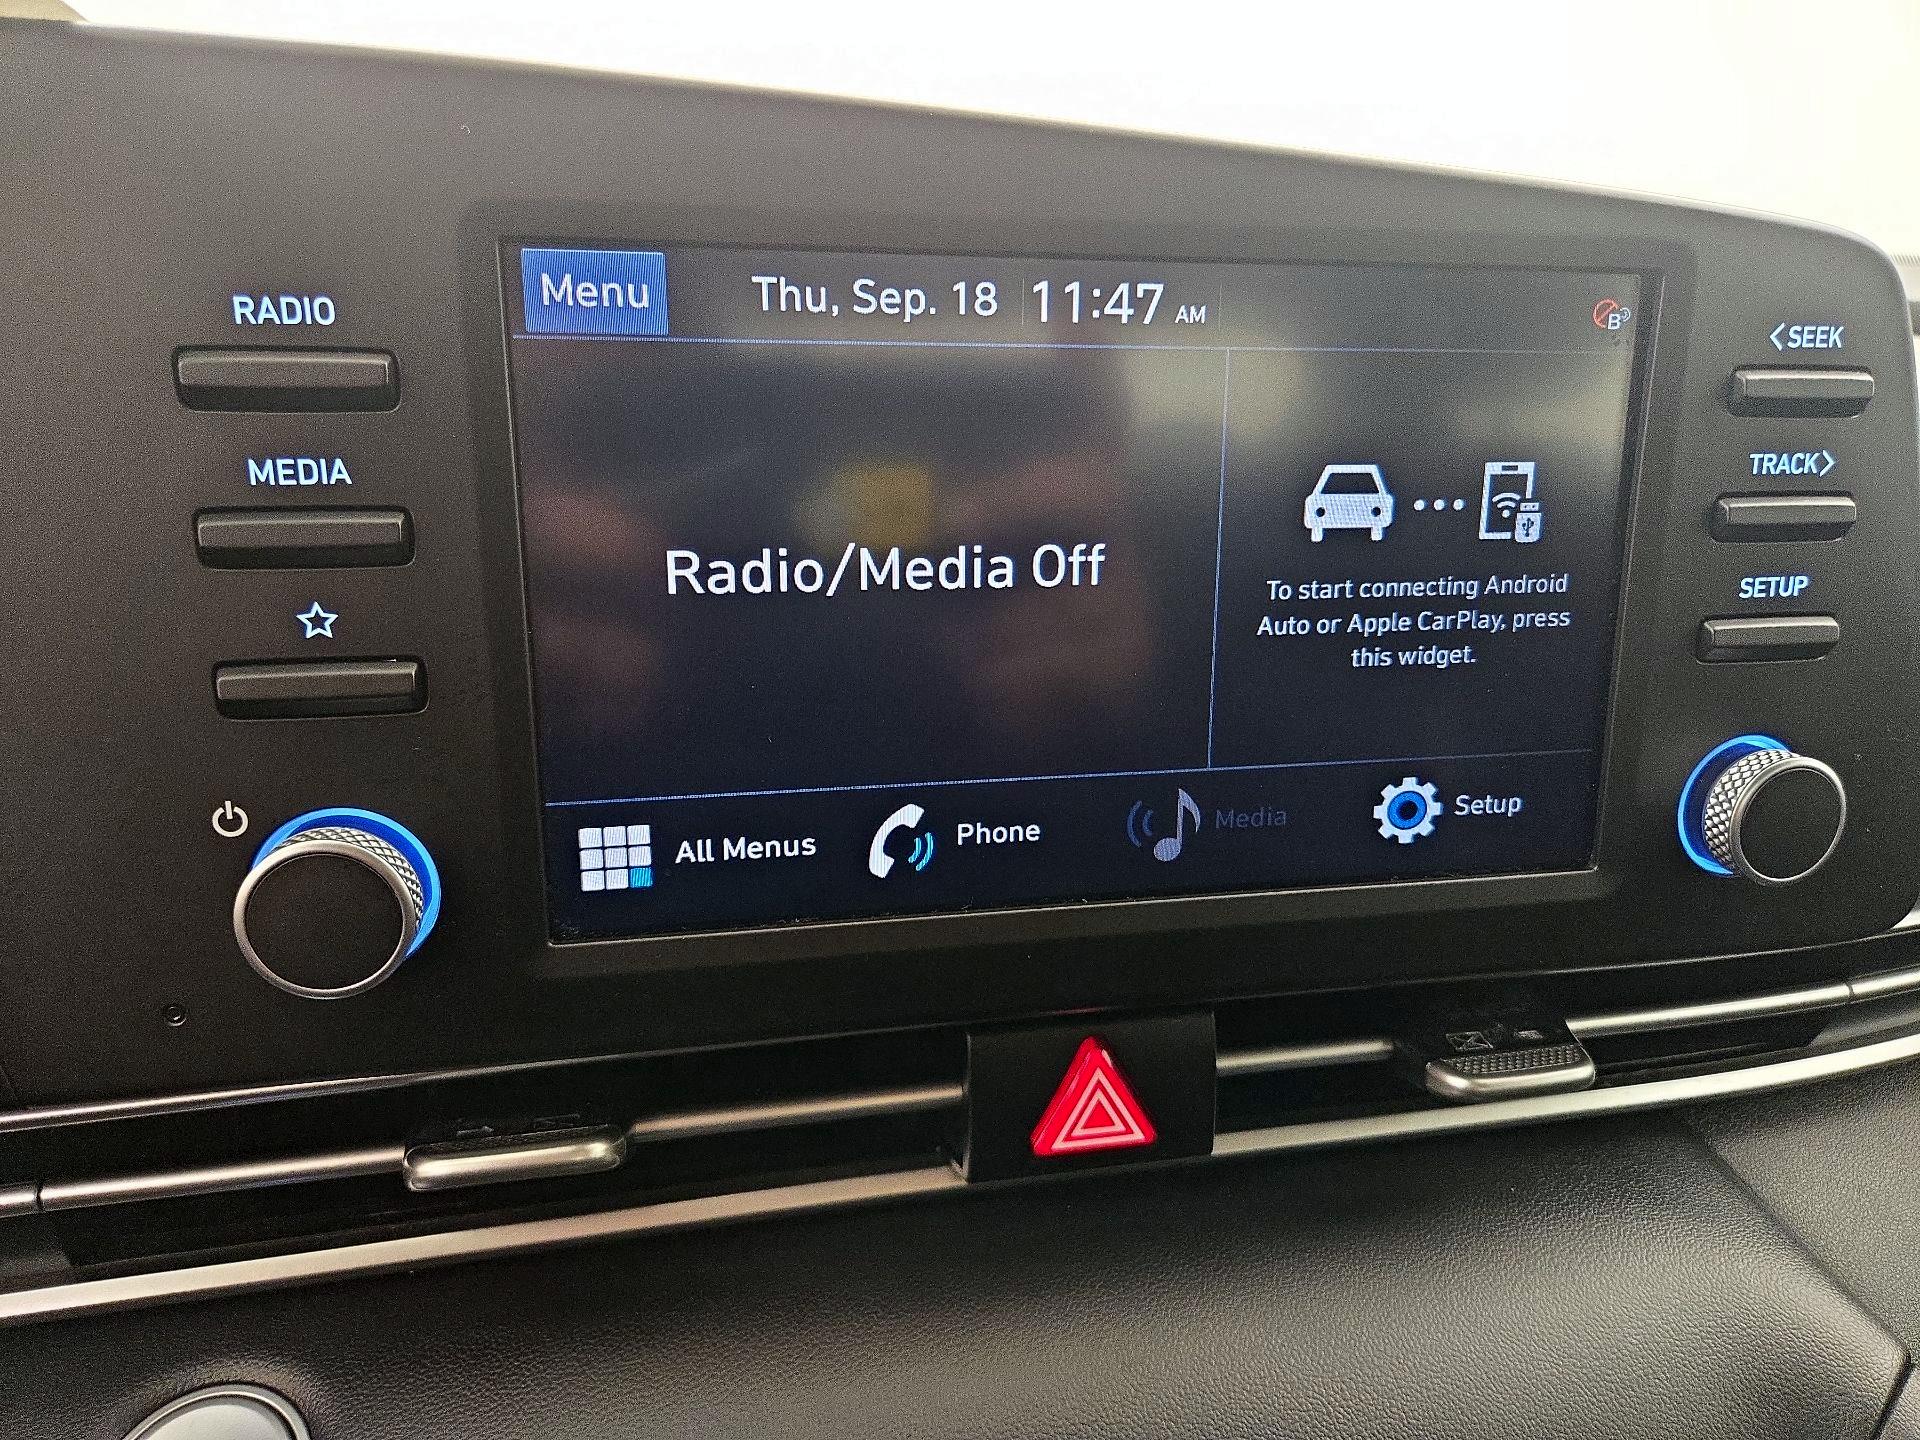 RADIO
MEDIA
Menu
Thu, Sep. 18 11:47 AM
B
Radio/Media Off
To start connecting Android
Auto or Apple CarPlay, press
this widget.
All Menus
Phone
Media
Setup
<SEEK
TRACK>
SETUP